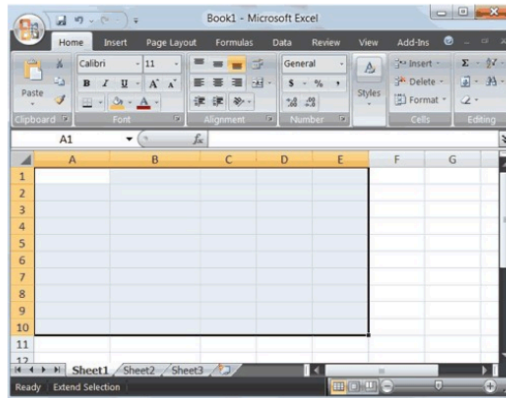 Book1 - Microsoft Excel
Home Insert Page Layout Formulas Data Review View Add-Ins
Paste
Calibri 11
B I U A A
A
General
$ % ,
Styles
Insert
Delete
Format
Σ
Clipboard Font Alignment Number Cells Editing
A1 fx
A B C D E F G
1
2
3
4
5
6
7
8
9
10
11
12
Sheet1 Sheet2 Sheet3
Ready Extend Selection